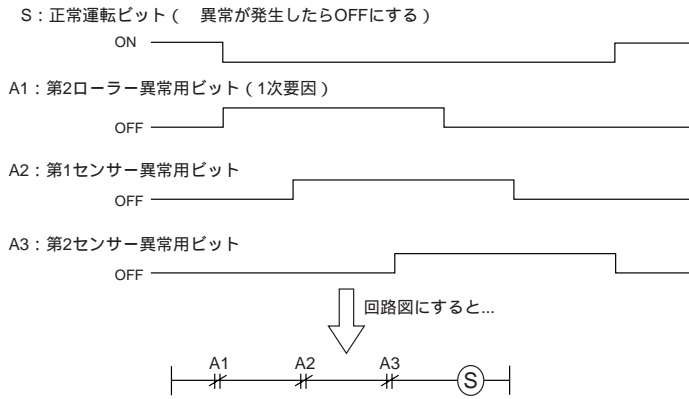 S：正常運転ビット（　異常が発生したらOFFにする）
ON
A1：第2ローラー異常用ビット（1次要因）
OFF
A2：第1センサー異常用ビット
OFF
A3：第2センサー異常用ビット
OFF
回路図にすると...
A1 A2 A3
S